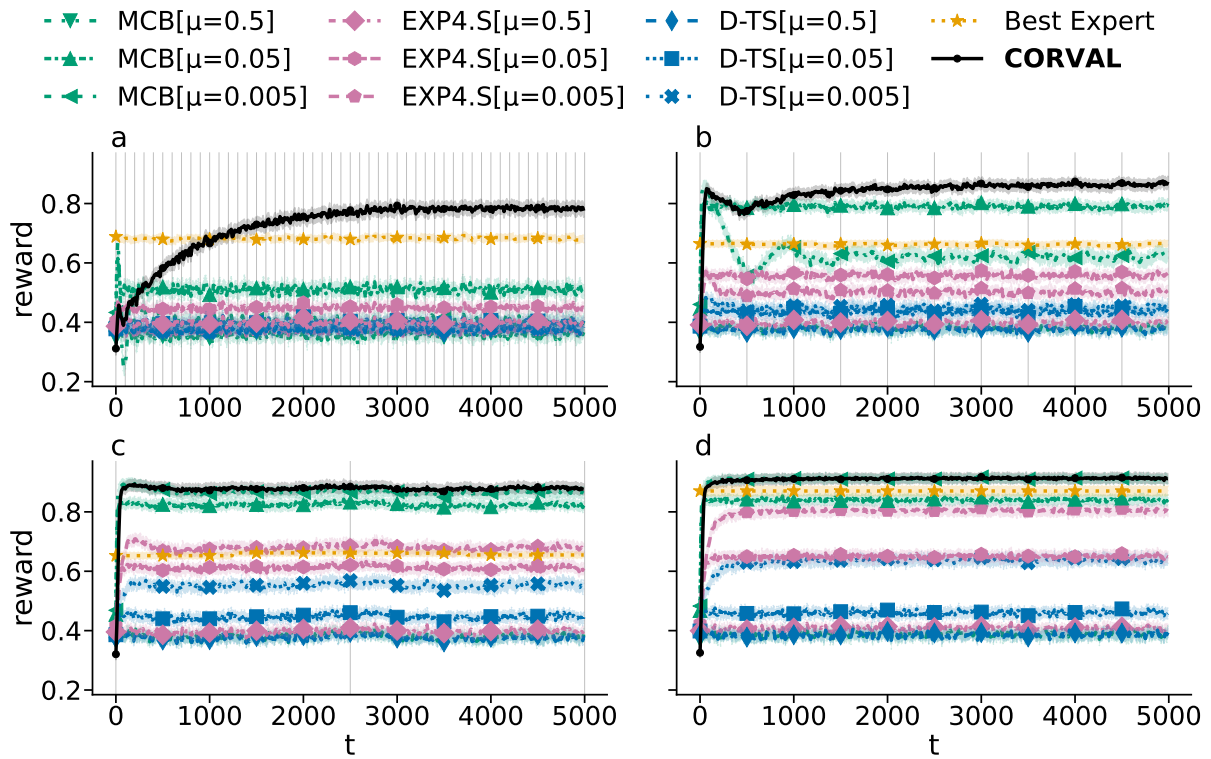 MCB[μ=0.5] EXP4.S[μ=0.5] D-TS[μ=0.5] Best Expert
MCB[μ=0.05] EXP4.S[μ=0.05] D-TS[μ=0.05] CORVAL
MCB[μ=0.005] EXP4.S[μ=0.005] D-TS[μ=0.005]
a b
0.8
0.6
0.4
0.2
reward
0 1000 2000 3000 4000 5000 0 1000 2000 3000 4000 5000
c d
0.8
0.6
0.4
0.2
reward
0 1000 2000 3000 4000 5000 0 1000 2000 3000 4000 5000
t t